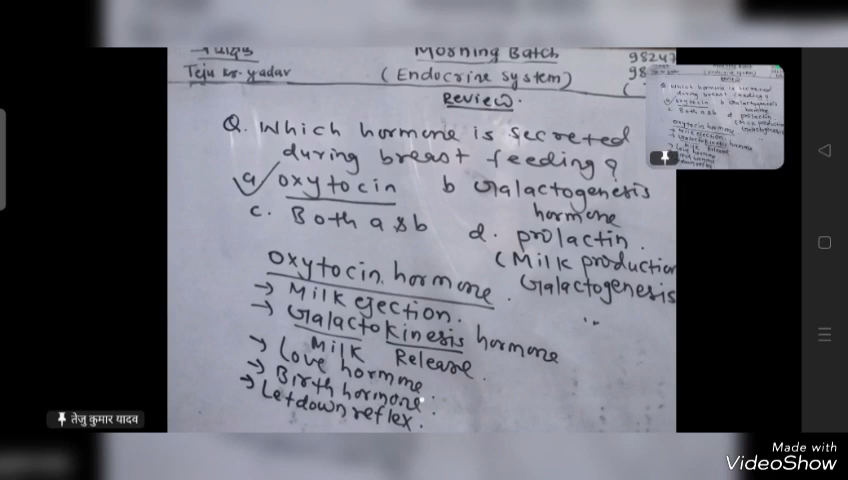 Morning Batch
98247
Teju Kr. yadav
(Endocrine system)
98
Review.
Q. Which hormone is secreted
during breast feeding?
a oxytocin b Galactogenesis
hormone
c. Both a & b d. prolactin.
(Milk production
Galactogenesis
oxytocin hormone
→ Milk ejection.
→ Galactokinesis hormone
Milk Release.
→ Love hormone
→ Birth hormone.
→ Letdown reflex.
तेजु कुमार यादव
Made with
VideoShow